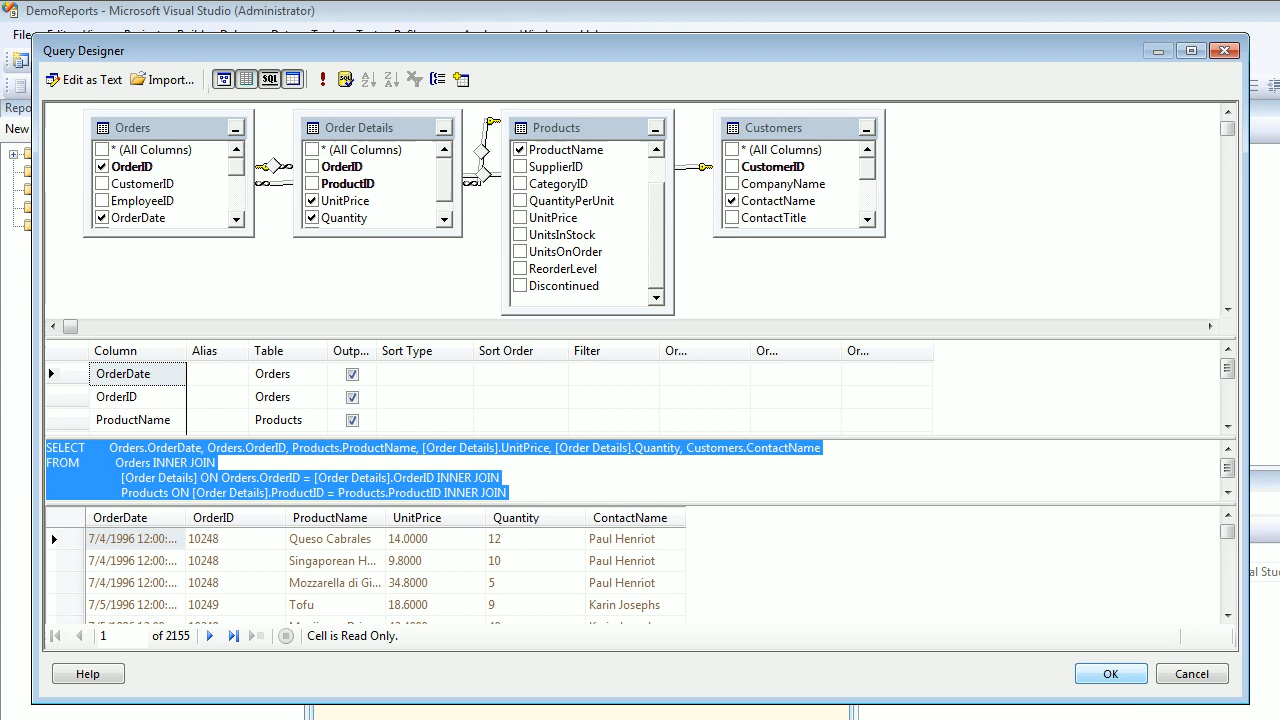 DemoReports - Microsoft Visual Studio (Administrator)
File
Query Designer
Edit as Text Import... SQL
Repo
New
Orders
* (All Columns)
OrderID
CustomerID
EmployeeID
OrderDate
Order Details
* (All Columns)
OrderID
ProductID
UnitPrice
Quantity
Products
ProductName
SupplierID
CategoryID
QuantityPerUnit
UnitPrice
UnitsInStock
UnitsOnOrder
ReorderLevel
Discontinued
Customers
* (All Columns)
CustomerID
CompanyName
ContactName
ContactTitle
Column Alias Table Outp... Sort Type Sort Order Filter Or... Or... Or...
OrderDate Orders
OrderID Orders
ProductName Products
SELECT Orders.OrderDate, Orders.OrderID, Products.ProductName, [Order Details].UnitPrice, [Order Details].Quantity, Customers.ContactName
FROM Orders INNER JOIN
[Order Details] ON Orders.OrderID = [Order Details].OrderID INNER JOIN
Products ON [Order Details].ProductID = Products.ProductID INNER JOIN
OrderDate OrderID ProductName UnitPrice Quantity ContactName
7/4/1996 12:00:... 10248 Queso Cabrales 14.0000 12 Paul Henriot
7/4/1996 12:00:... 10248 Singaporean H... 9.8000 10 Paul Henriot
7/4/1996 12:00:... 10248 Mozzarella di Gi... 34.8000 5 Paul Henriot
7/5/1996 12:00:... 10249 Tofu 18.6000 9 Karin Josephs
1 of 2155 Cell is Read Only.
al Stud
Help OK Cancel